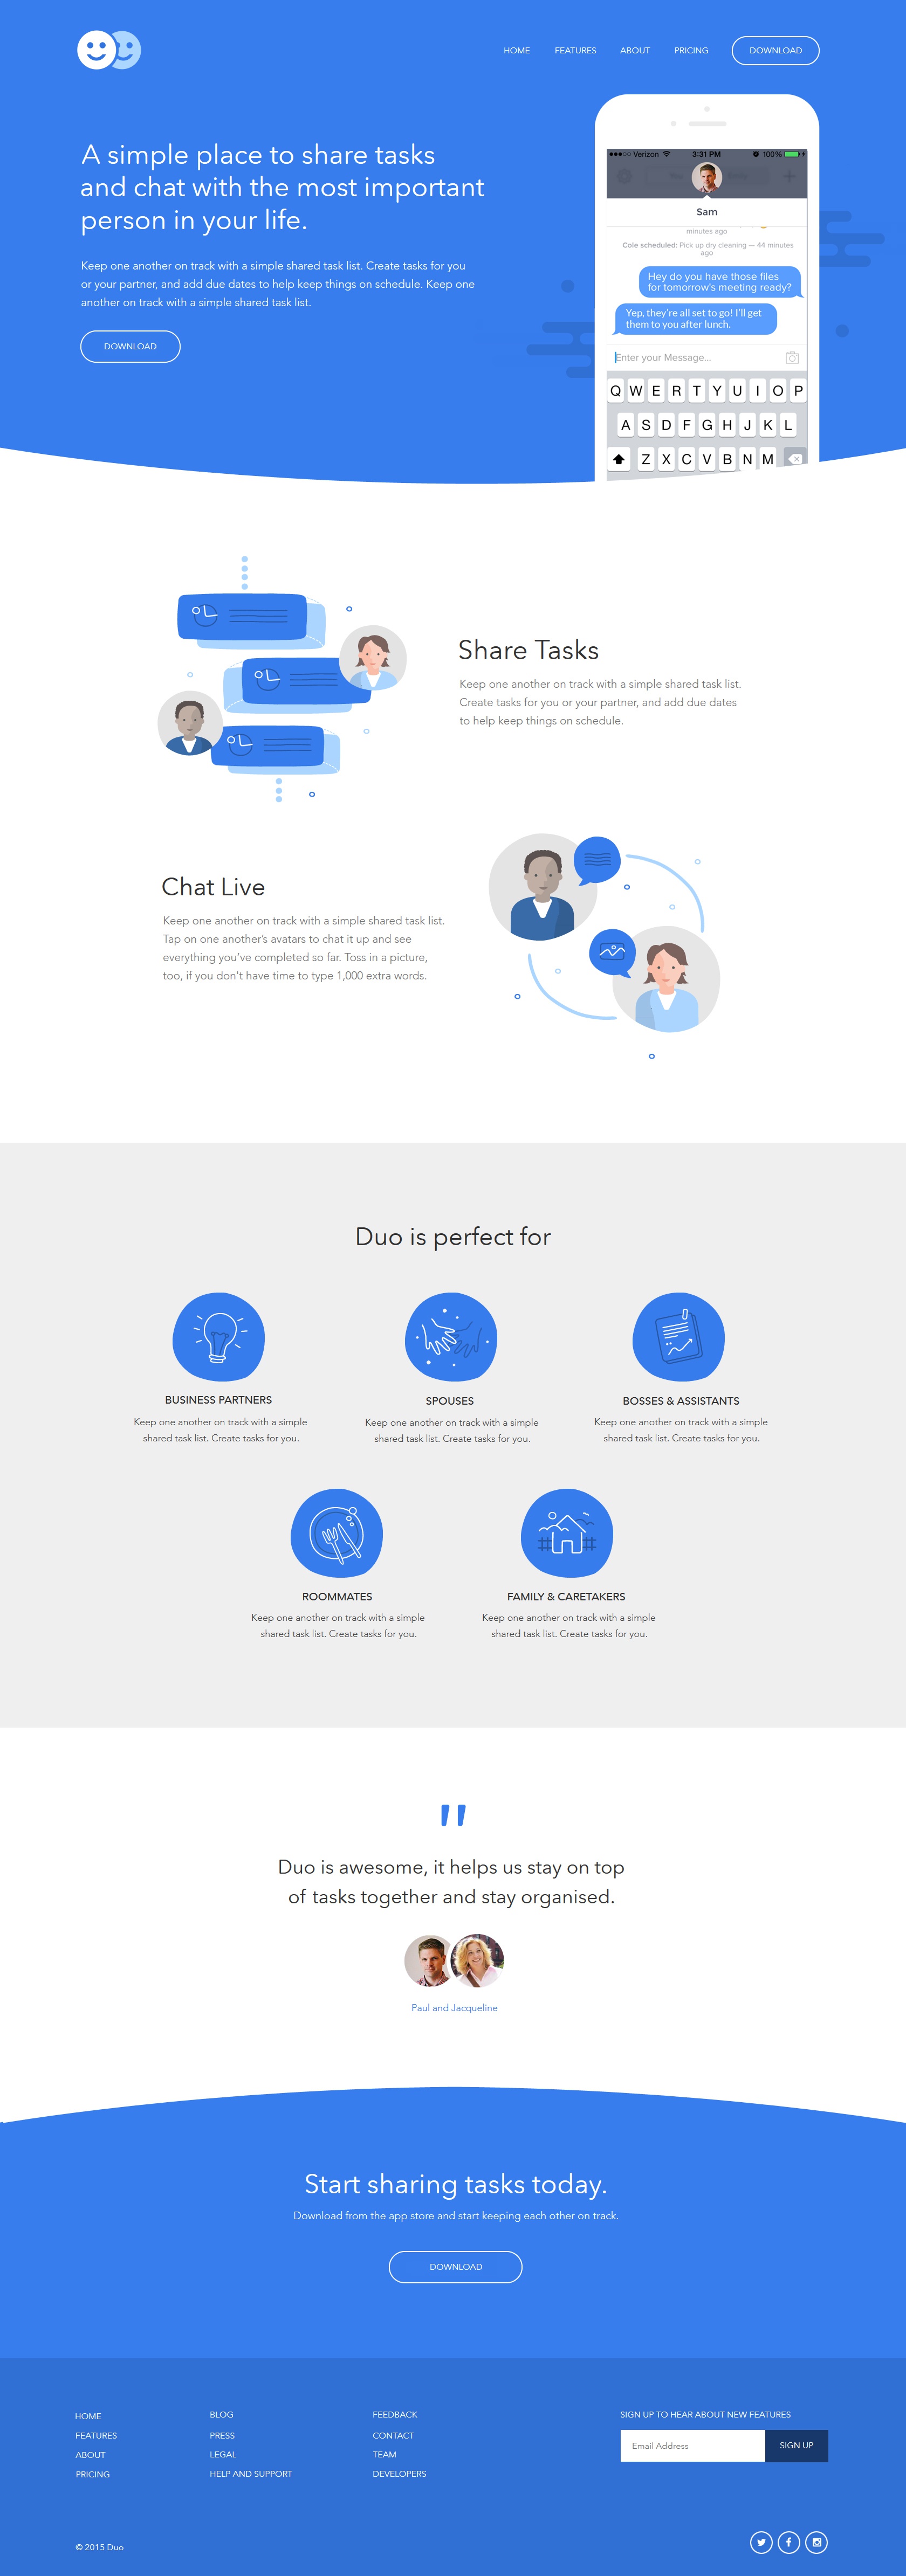 HOME FEATURES ABOUT PRICING DOWNLOAD
A simple place to share tasks
and chat with the most important
person in your life.
Keep one another on track with a simple shared task list. Create tasks for you
or your partner, and add due dates to help keep things on schedule. Keep one
another on track with a simple shared task list.
DOWNLOAD
Verizon 3:31 PM 100%
Sam
minutes ago
Cole scheduled: Pick up dry cleaning — 44 minutes
ago
Hey do you have those files
for tomorrow's meeting ready?
Yep, they're all set to go! I'll get
them to you after lunch.
Enter your Message...
Q W E R T Y U I O P
A S D F G H J K L
Z X C V B N M
Share Tasks
Keep one another on track with a simple shared task list.
Create tasks for you or your partner, and add due dates
to help keep things on schedule.
Chat Live
Keep one another on track with a simple shared task list.
Tap on one another's avatars to chat it up and see
everything you've completed so far. Toss in a picture,
too, if you don't have time to type 1,000 extra words.
Duo is perfect for
BUSINESS PARTNERS
Keep one another on track with a simple
shared task list. Create tasks for you.
SPOUSES
Keep one another on track with a simple
shared task list. Create tasks for you.
BOSSES & ASSISTANTS
Keep one another on track with a simple
shared task list. Create tasks for you.
ROOMMATES
Keep one another on track with a simple
shared task list. Create tasks for you.
FAMILY & CARETAKERS
Keep one another on track with a simple
shared task list. Create tasks for you.
"
Duo is awesome, it helps us stay on top
of tasks together and stay organised.
Paul and Jacqueline
Start sharing tasks today.
Download from the app store and start keeping each other on track.
DOWNLOAD
HOME
FEATURES
ABOUT
PRICING
BLOG
PRESS
LEGAL
HELP AND SUPPORT
FEEDBACK
CONTACT
TEAM
DEVELOPERS
SIGN UP TO HEAR ABOUT NEW FEATURES
Email Address SIGN UP
© 2015 Duo